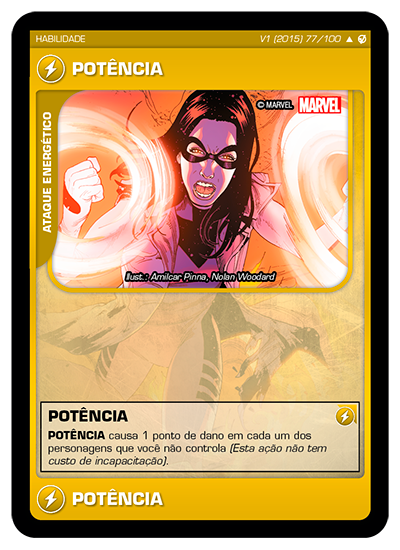 HABILIDADE
V1 (2015) 77/100
POTÊNCIA
ATAQUE ENERGÉTICO
© MARVEL MARVEL
Ilust.: Amilcar Pinna, Nolan Woodard
POTÊNCIA
POTÊNCIA causa 1 ponto de dano em cada um dos
personagens que você não controla (Esta ação não tem
custo de incapacitação).
POTÊNCIA